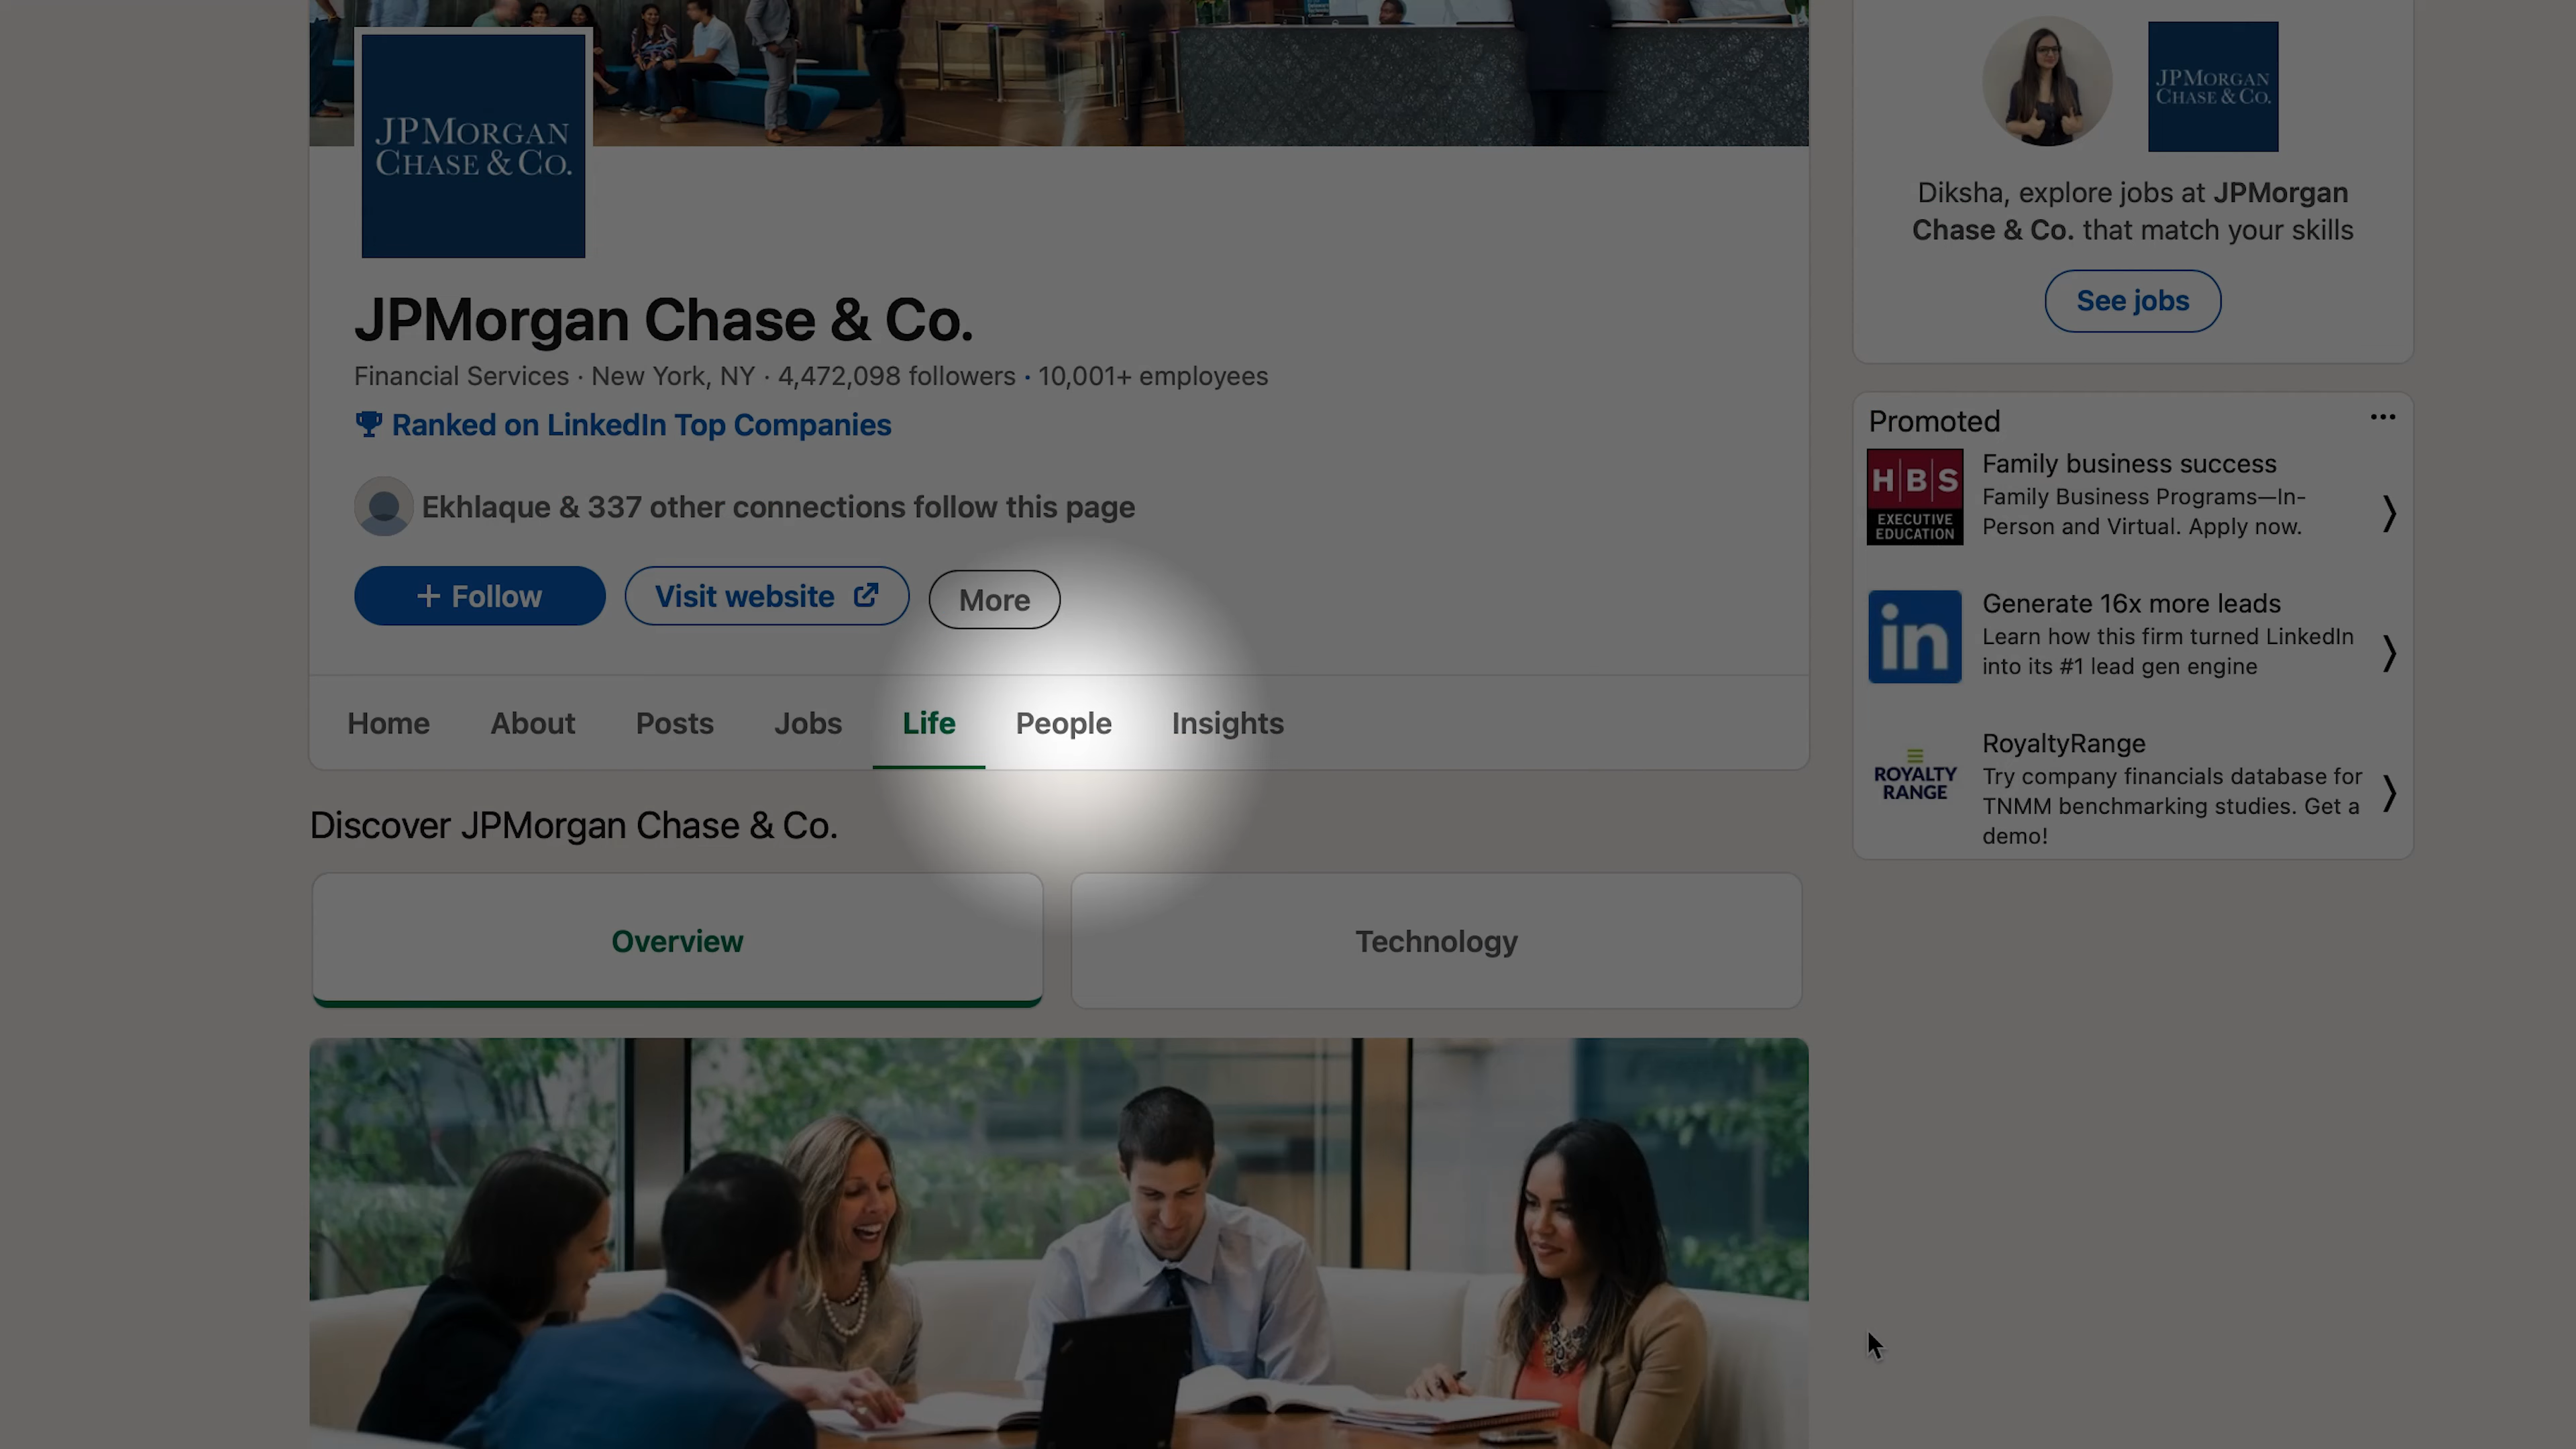 JPMORGAN
CHASE & CO.
JPMorgan Chase & Co.
Financial Services · New York, NY · 4,472,098 followers · 10,001+ employees
Ranked on LinkedIn Top Companies
Ekhlaque & 337 other connections follow this page
+ Follow
Visit website
More
Home
About
Posts
Jobs
Life
People
Insights
Discover JPMorgan Chase & Co.
Overview
Technology
JPMORGAN
CHASE & CO.
Diksha, explore jobs at JPMorgan
Chase & Co. that match your skills
See jobs
Promoted
H|B|S
EXECUTIVE
EDUCATION
Family business success
Family Business Programs—In-
Person and Virtual. Apply now.
in
Generate 16x more leads
Learn how this firm turned LinkedIn
into its #1 lead gen engine
ROYALTY
RANGE
RoyaltyRange
Try company financials database for
TNMM benchmarking studies. Get a
demo!